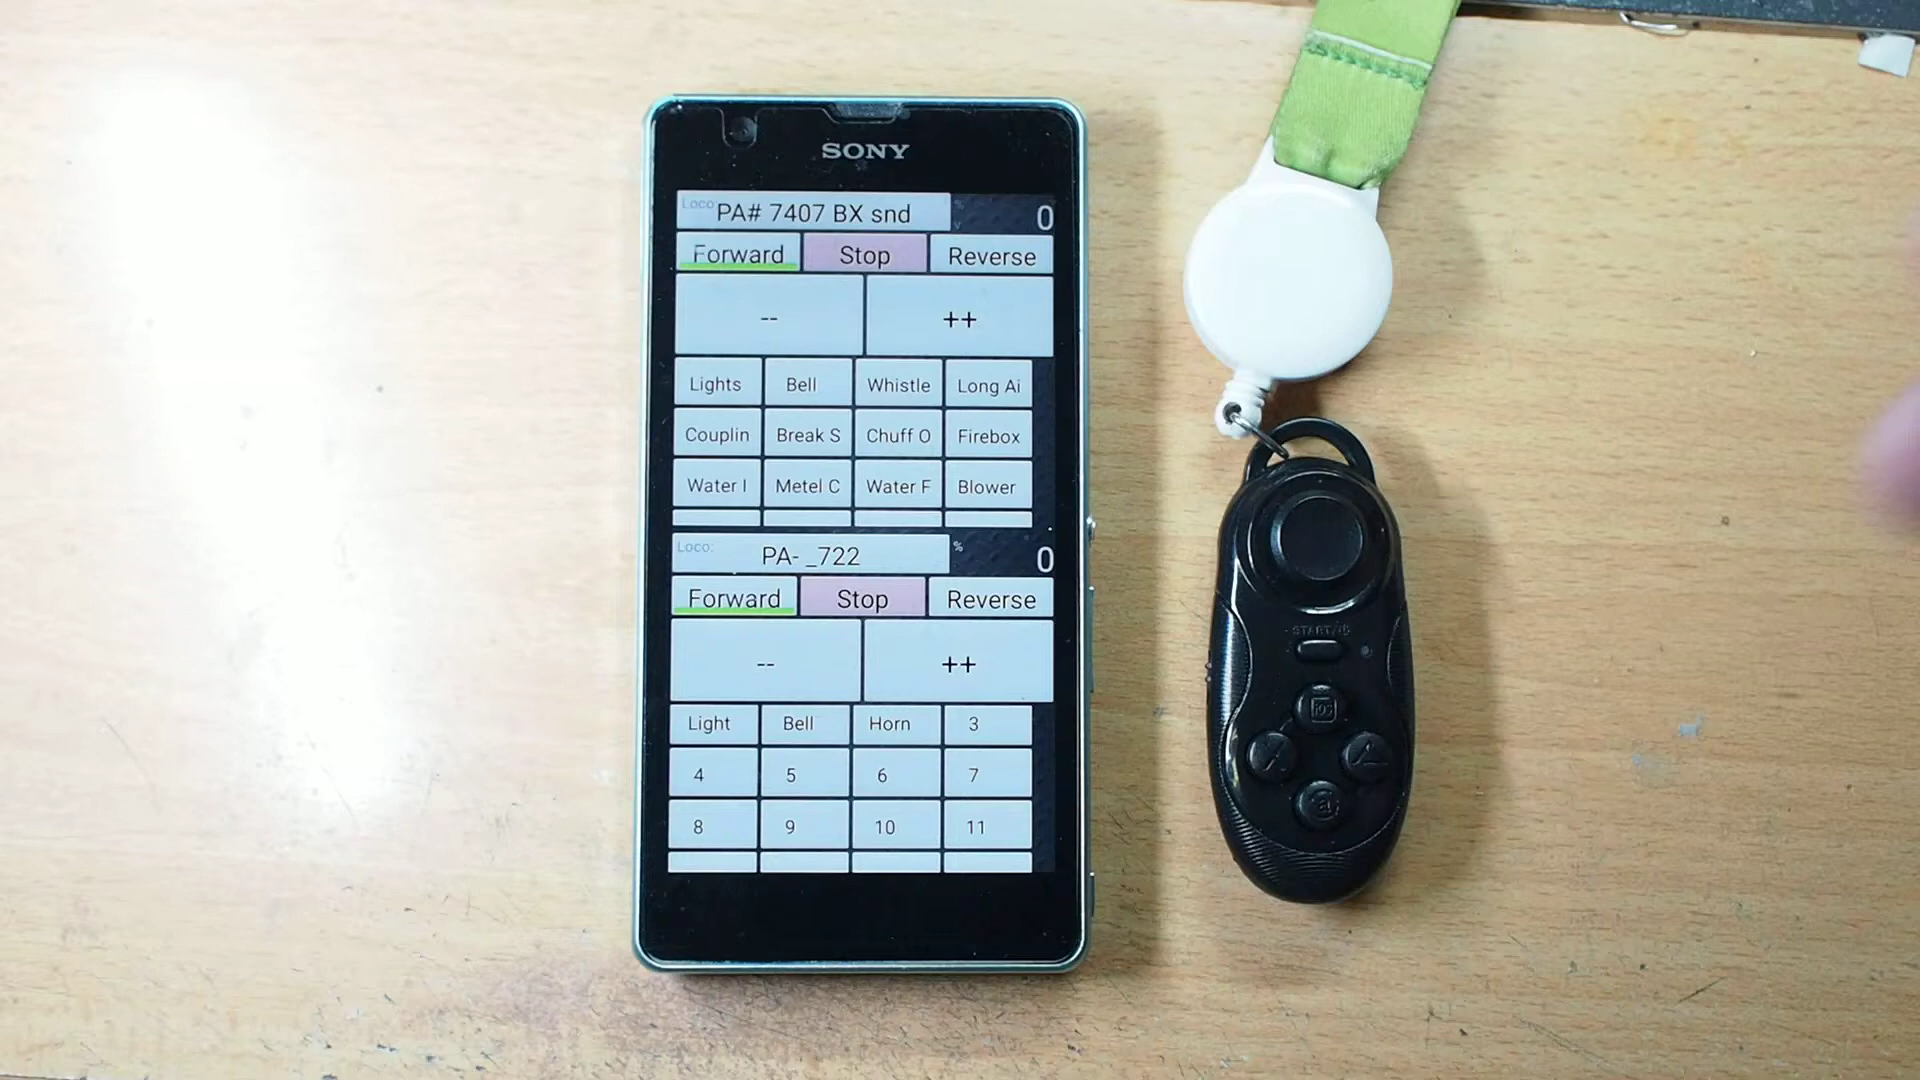 SONY
Loco:
PA# 7407 BX snd
%
0
Forward Stop Reverse
-- ++
Lights Bell Whistle Long Ai
Couplin Break S Chuff O Firebox
Water I Metel C Water F Blower
Loco: PA- _722 % 0
Forward Stop Reverse
-- ++
Light Bell Horn 3
4 5 6 7
8 9 10 11
START/
iOS
X
@